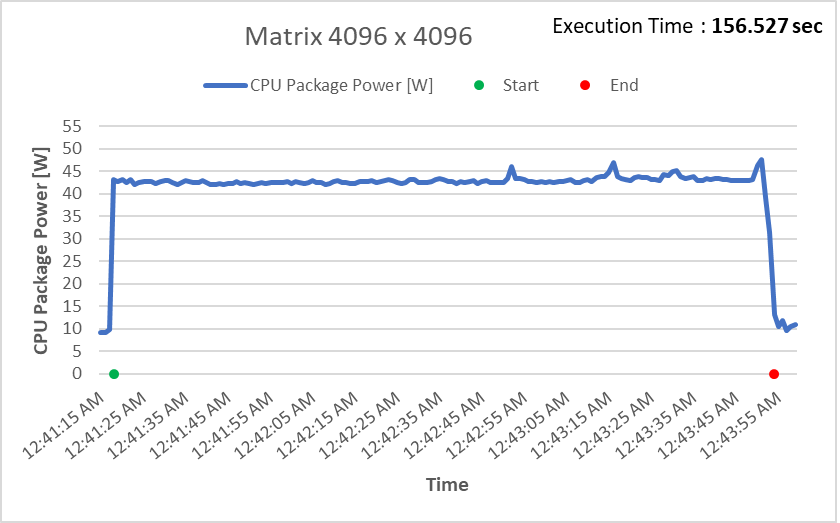 Matrix 4096 x 4096
Execution Time : 156.527 sec
CPU Package Power [W]
Start
End
CPU Package Power [W]
55
50
45
40
35
30
25
20
15
10
5
0
12:41:15 AM
12:41:25 AM
12:41:35 AM
12:41:45 AM
12:41:55 AM
12:42:05 AM
12:42:15 AM
12:42:25 AM
12:42:35 AM
12:42:45 AM
12:42:55 AM
12:43:05 AM
12:43:15 AM
12:43:25 AM
12:43:35 AM
12:43:45 AM
12:43:55 AM
Time